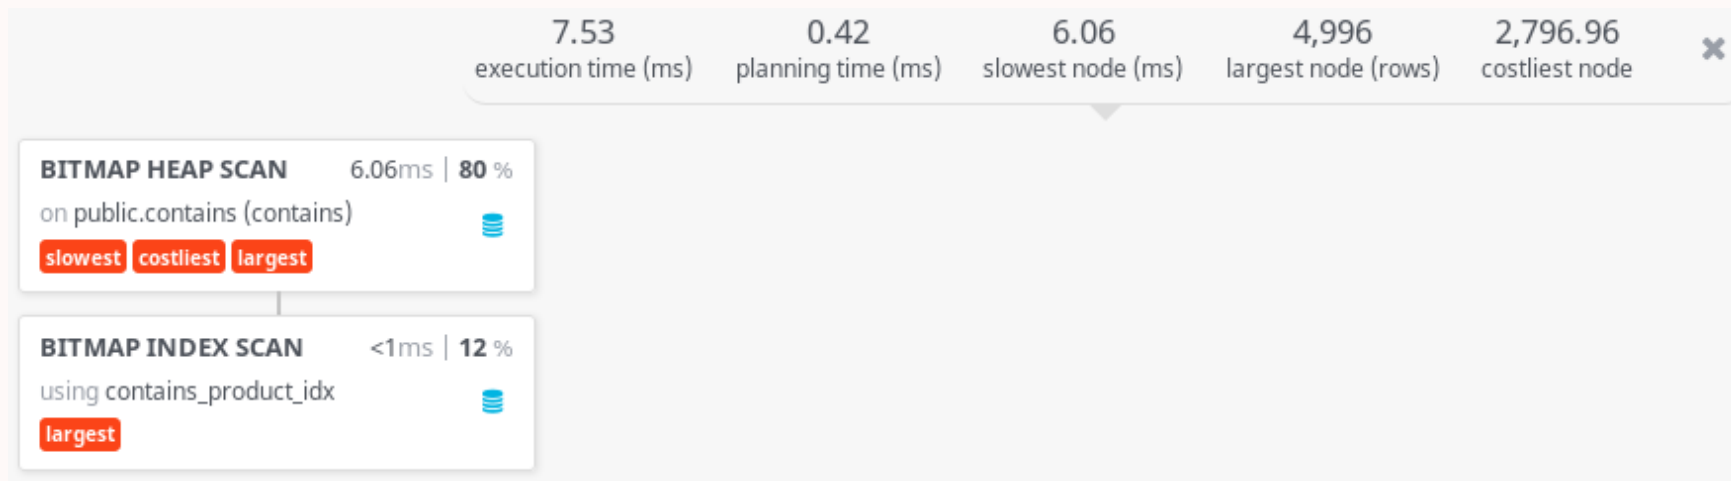 7.53 0.42 6.06 4,996 2,796.96
execution time (ms) planning time (ms) slowest node (ms) largest node (rows) costliest node
BITMAP HEAP SCAN 6.06ms | 80 %
on public.contains (contains)
slowest costliest largest
BITMAP INDEX SCAN <1ms | 12 %
using contains_product_idx
largest